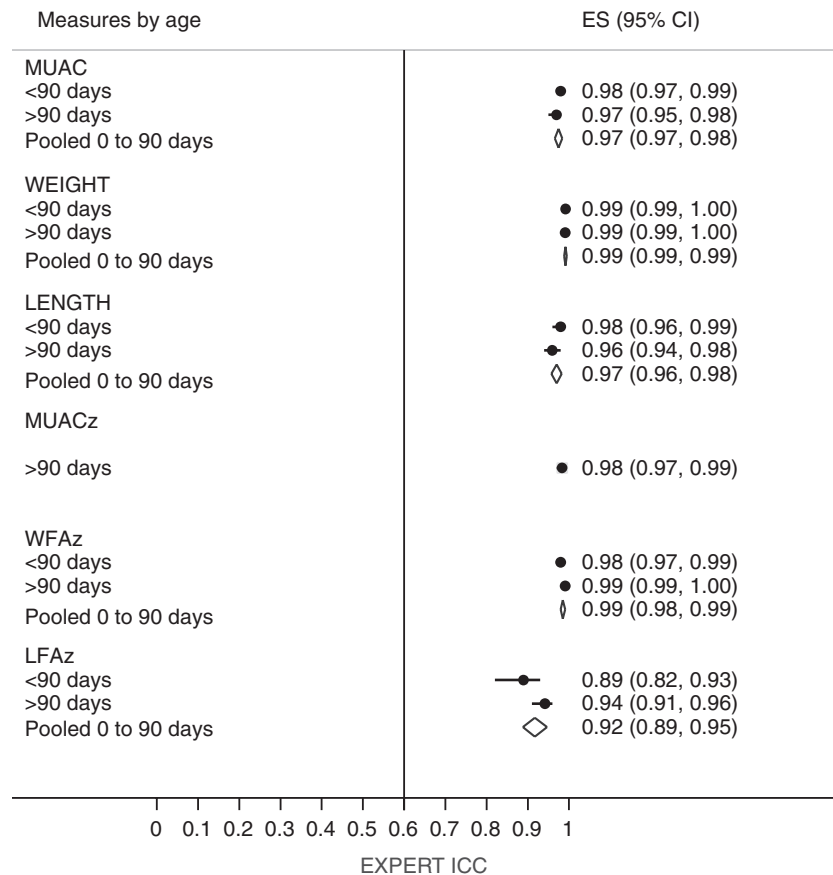 Measures by age ES (95% CI)
MUAC
<90 days 0.98 (0.97, 0.99)
>90 days 0.97 (0.95, 0.98)
Pooled 0 to 90 days 0.97 (0.97, 0.98)
WEIGHT
<90 days 0.99 (0.99, 1.00)
>90 days 0.99 (0.99, 1.00)
Pooled 0 to 90 days 0.99 (0.99, 0.99)
LENGTH
<90 days 0.98 (0.96, 0.99)
>90 days 0.96 (0.94, 0.98)
Pooled 0 to 90 days 0.97 (0.96, 0.98)
MUACz
>90 days 0.98 (0.97, 0.99)
WFAz
<90 days 0.98 (0.97, 0.99)
>90 days 0.99 (0.99, 1.00)
Pooled 0 to 90 days 0.99 (0.98, 0.99)
LFAz
<90 days 0.89 (0.82, 0.93)
>90 days 0.94 (0.91, 0.96)
Pooled 0 to 90 days 0.92 (0.89, 0.95)
0 0.1 0.2 0.3 0.4 0.5 0.6 0.7 0.8 0.9 1
EXPERT ICC